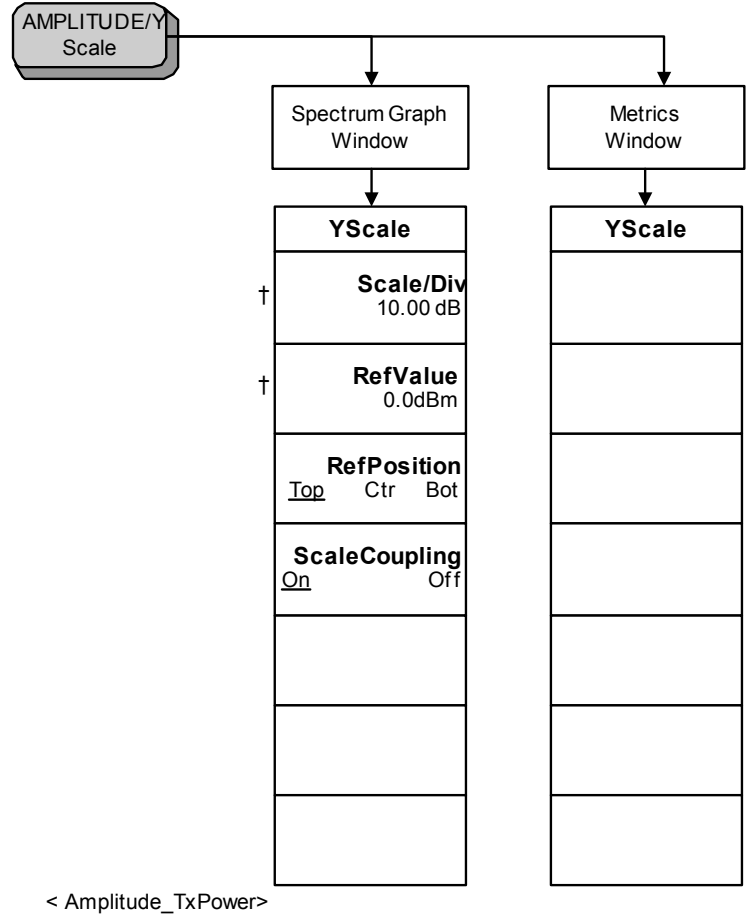 AMPLITUDE/Y
Scale
Spectrum Graph
Window
Metrics
Window
YScale
YScale
†
Scale/Div
10.00 dB
†
RefValue
0.0dBm
RefPosition
Top Ctr Bot
ScaleCoupling
On Off
< Amplitude_TxPower>